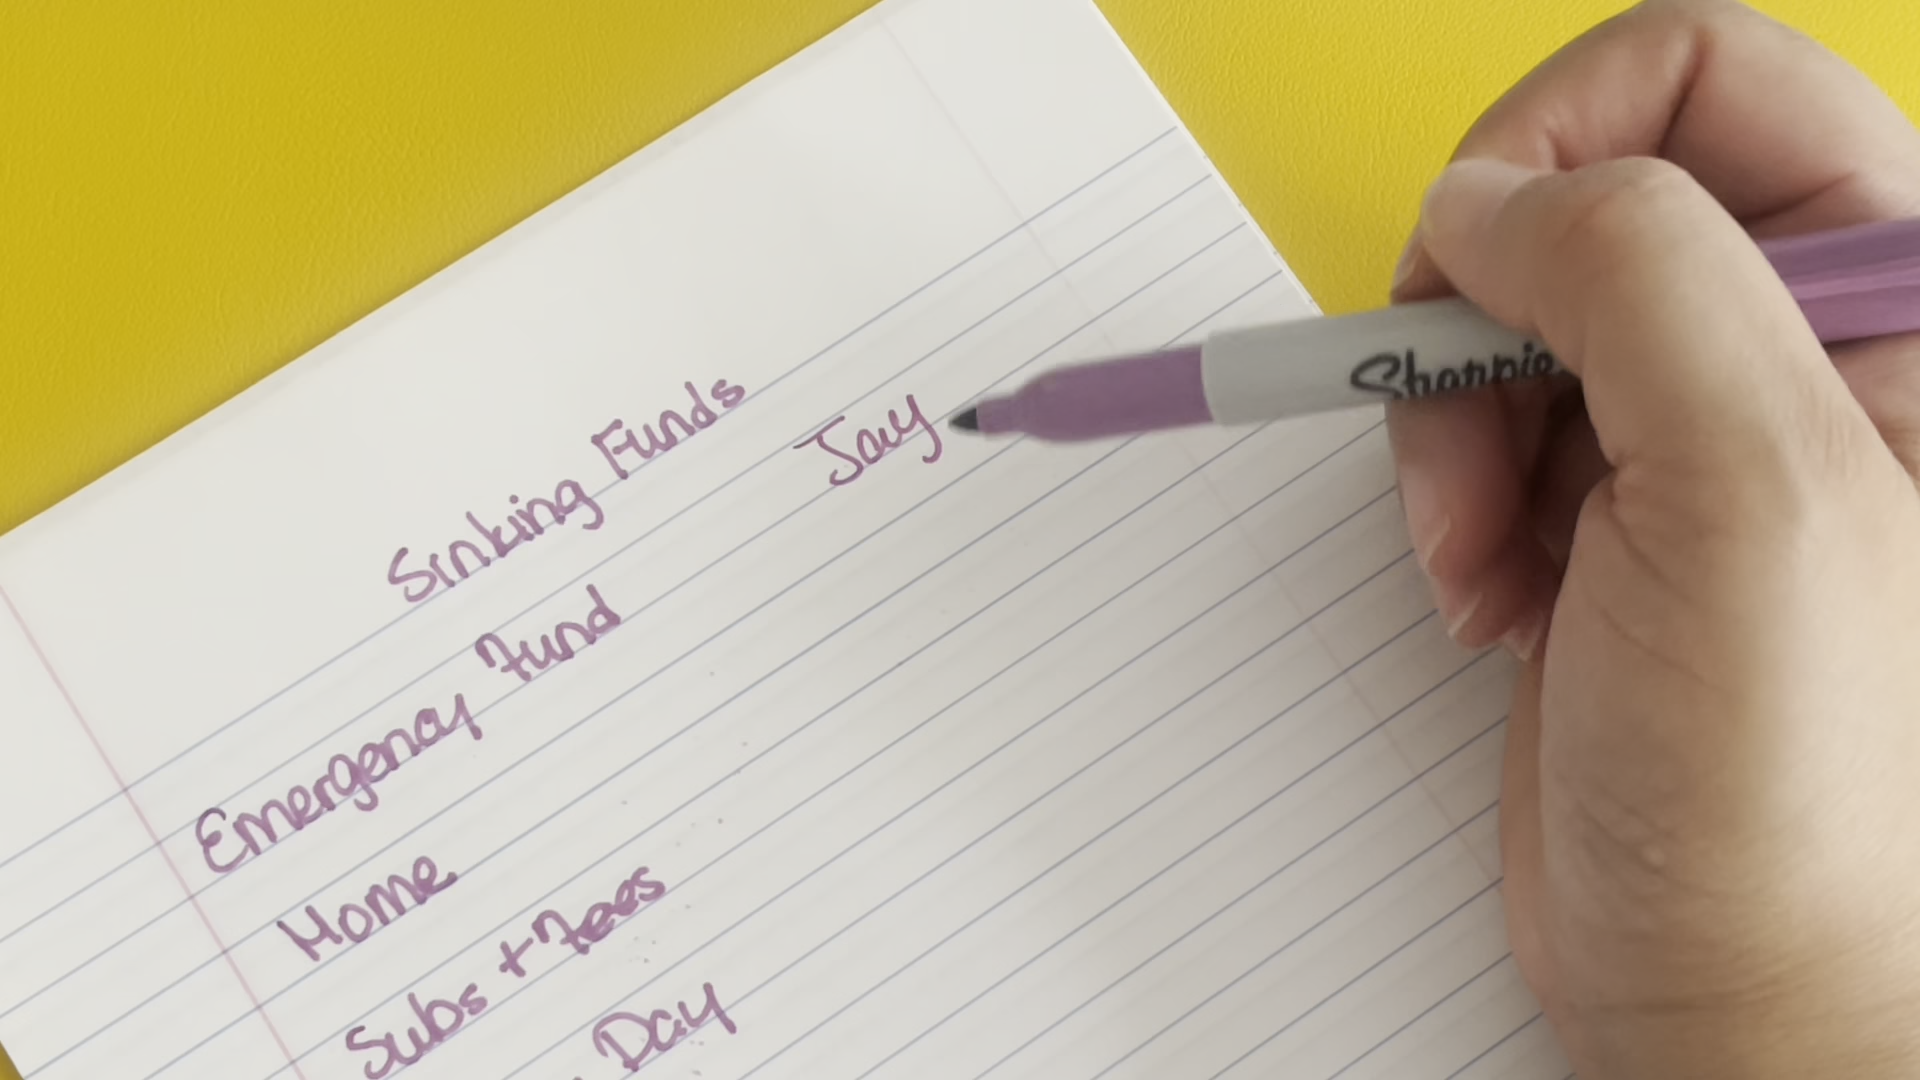 Sinking Funds
Emergency Fund
Jay
Home
Subs + Fees
Day
Sharpie